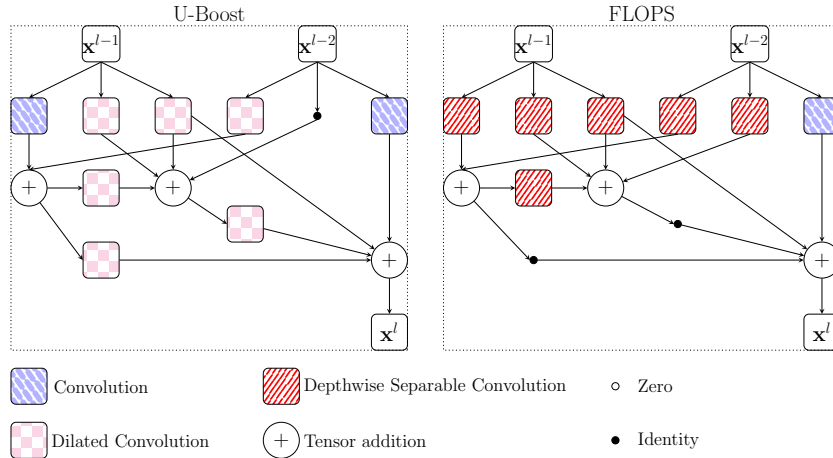 U-Boost
FLOPS
x^{l−1}
x^{l−2}
x^{l−1}
x^{l−2}
+
+
+
+
+
+
x^l
x^l
Convolution
Depthwise Separable Convolution
Zero
Dilated Convolution
+
Tensor addition
Identity